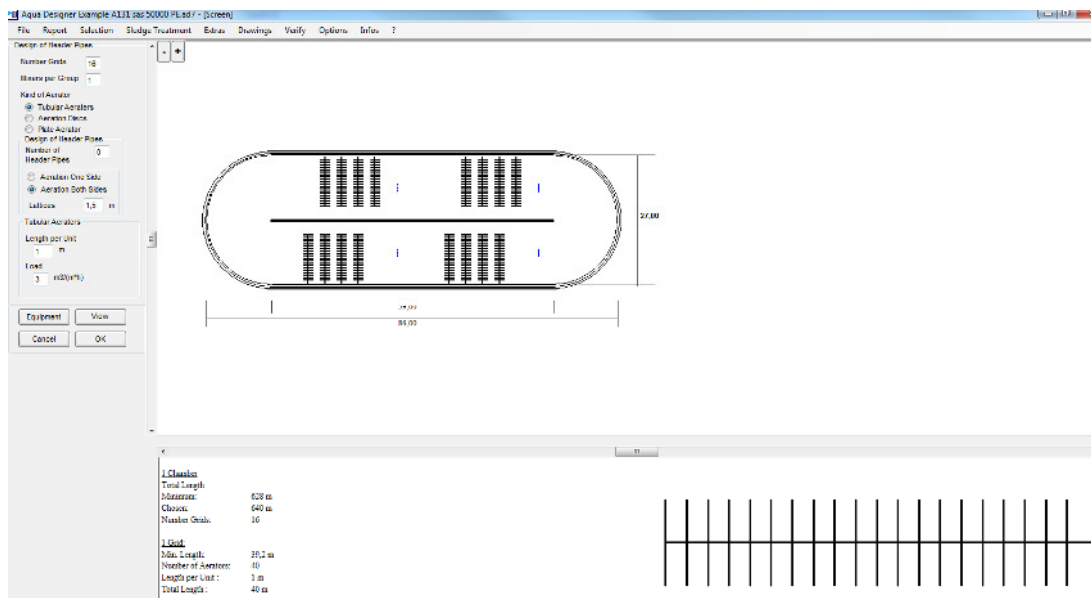 Aqua Designer Example A131 sas 50000 PE.ad7 - [Screen]
File Report Selection Sludge Treatment Extras Drawings Verify Options Infos ?
Design of Header Pipes
Number Grids 16
Mixers per Group 1
Kind of Aerator
Tubular Aeraters
Aeration Discs
Plate Aerator
Design of Header Pipes
Number of
Header Pipes 0
Aeration One Side
Aeration Both Sides
Lattices 1,5 m
Tubular Aerators
Length per Unit
1 m
Load
3 m3/(m*h)
Equipment View
Cancel OK
- +
27,00
86,00
1 Chamber
Total Length
Minimum: 628 m
Chosen: 640 m
Number Grids: 16
1 Grid:
Min. Length: 39,2 m
Number of Aerators: 40
Length per Unit : 1 m
Total Length : 40 m